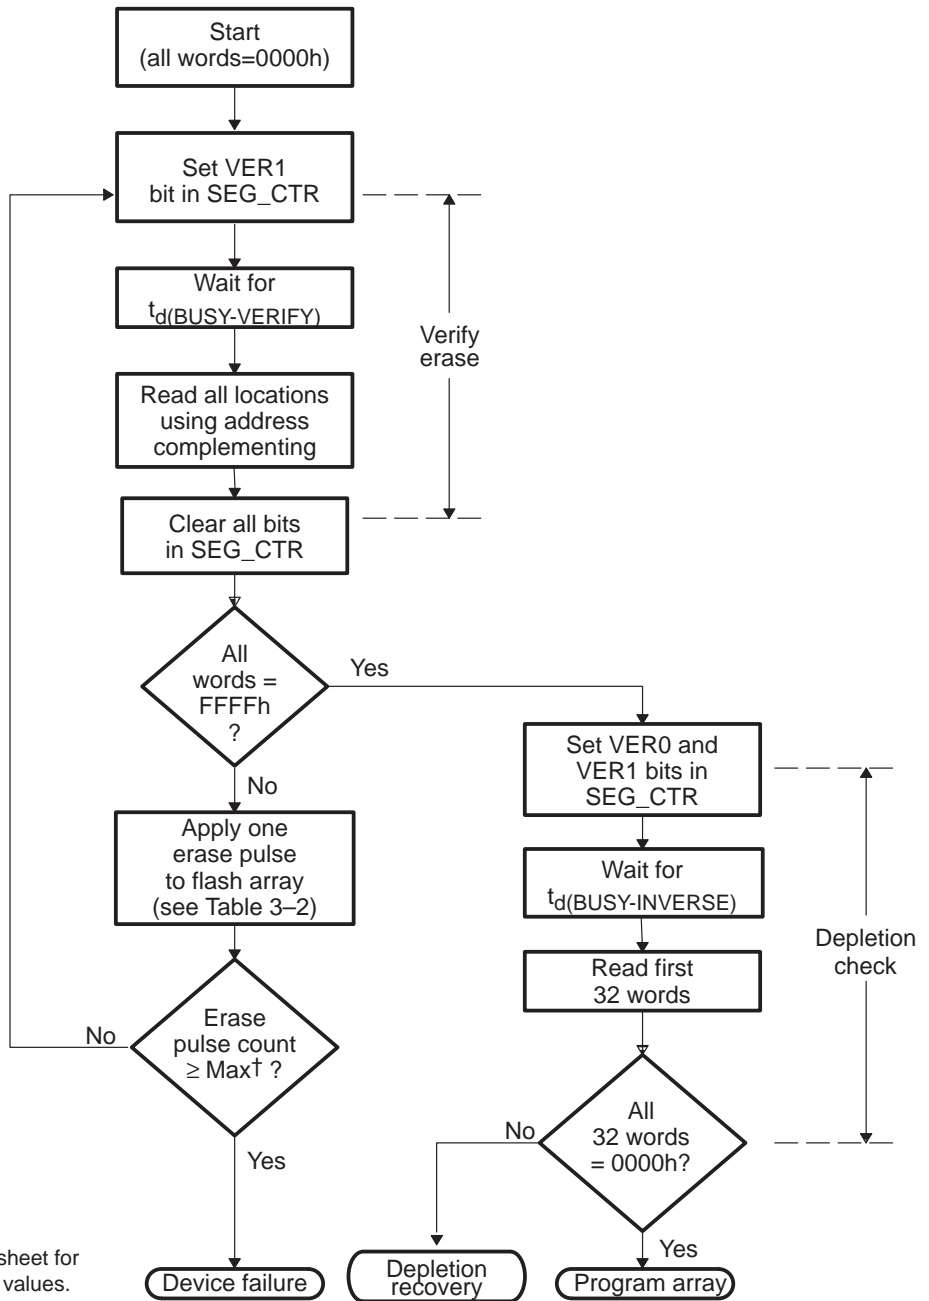 Start
(all words=0000h)
Set VER1
bit in SEG_CTR
Wait for
td(BUSY-VERIFY)
Verify
erase
Read all locations
using address
complementing
Clear all bits
in SEG_CTR
All
words =
FFFFh
?
Yes
No
Set VER0 and
VER1 bits in
SEG_CTR
Apply one
erase pulse
to flash array
(see Table 3–2)
Wait for
td(BUSY-INVERSE)
Depletion
check
Read first
32 words
No
Erase
pulse count
≥ Max† ?
Yes
No
All
32 words
= 0000h?
Yes
sheet for
values.
Device failure
Depletion
recovery
Program array